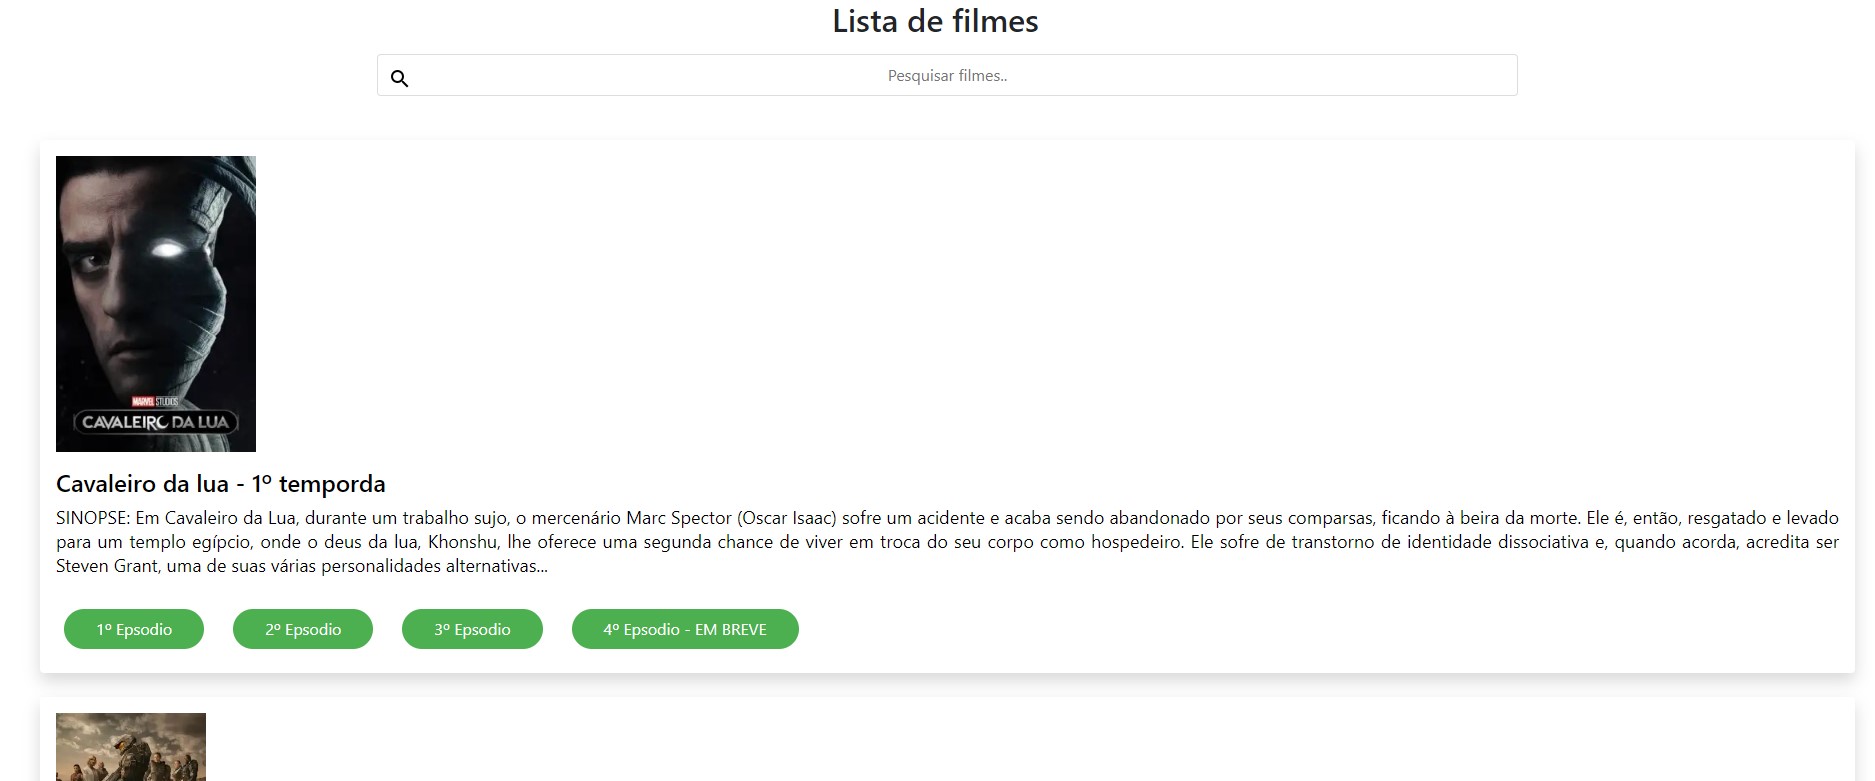 Lista de filmes
Pesquisar filmes..
MARVEL STUDIOS
CAVALEIRO DA LUA
Cavaleiro da lua - 1º temporda
SINOPSE: Em Cavaleiro da Lua, durante um trabalho sujo, o mercenário Marc Spector (Oscar Isaac) sofre um acidente e acaba sendo abandonado por seus comparsas, ficando à beira da morte. Ele é, então, resgatado e levado
para um templo egípcio, onde o deus da lua, Khonshu, lhe oferece uma segunda chance de viver em troca do seu corpo como hospedeiro. Ele sofre de transtorno de identidade dissociativa e, quando acorda, acredita ser
Steven Grant, uma de suas várias personalidades alternativas...
1º Epsodio
2º Epsodio
3º Epsodio
4º Epsodio - EM BREVE